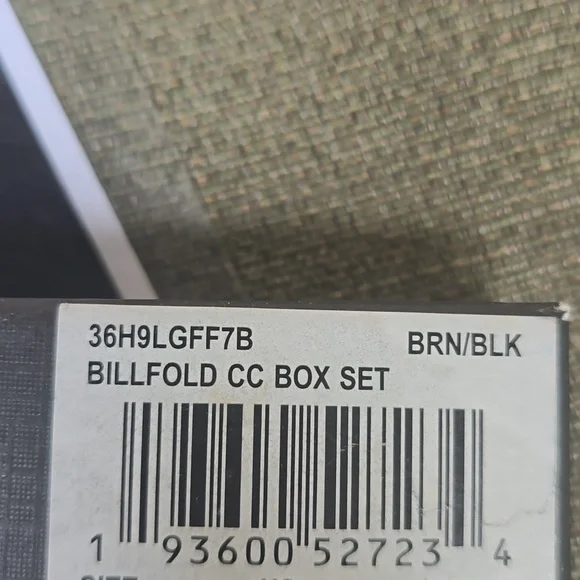 36H9LGFF7B BRN/BLK
BILLFOLD CC BOX SET
1 93600 52723 4